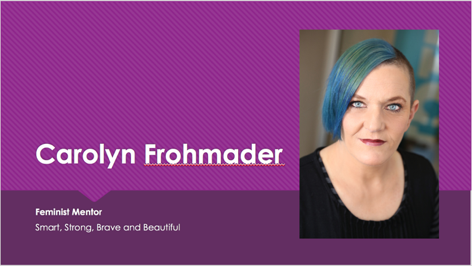 Carolyn Frohmader
Feminist Mentor
Smart, Strong, Brave and Beautiful